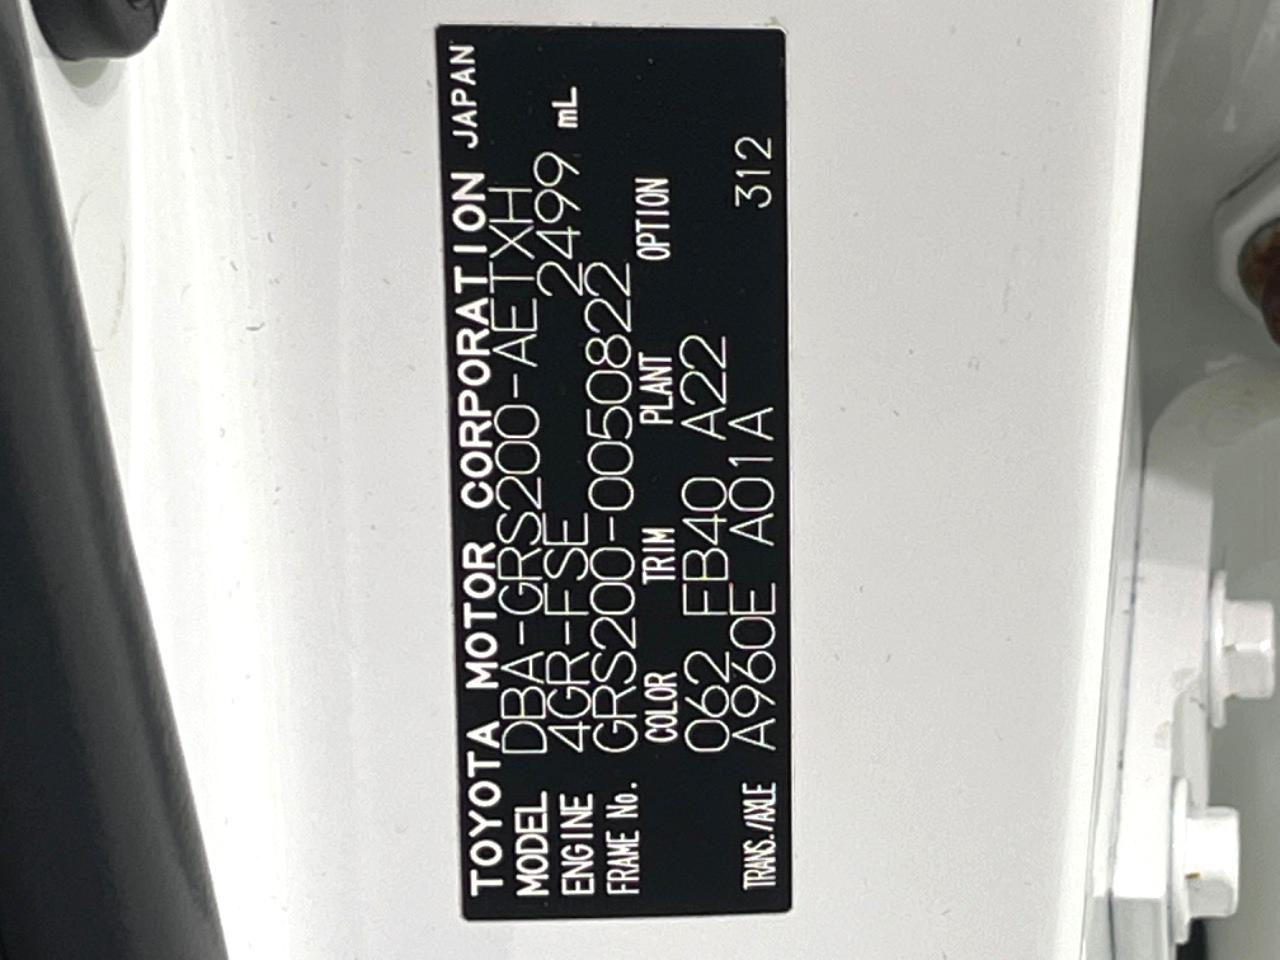 TOYOTA MOTOR CORPORATION JAPAN
MODEL DBA-GRS200-AETXH
ENGINE 4GR-FSE 2499 mL
FRAME No. GRS200-0050822
COLOR TRIM PLANT OPTION
062 FB40 A22
TRANS./AXLE A960E A01A 312